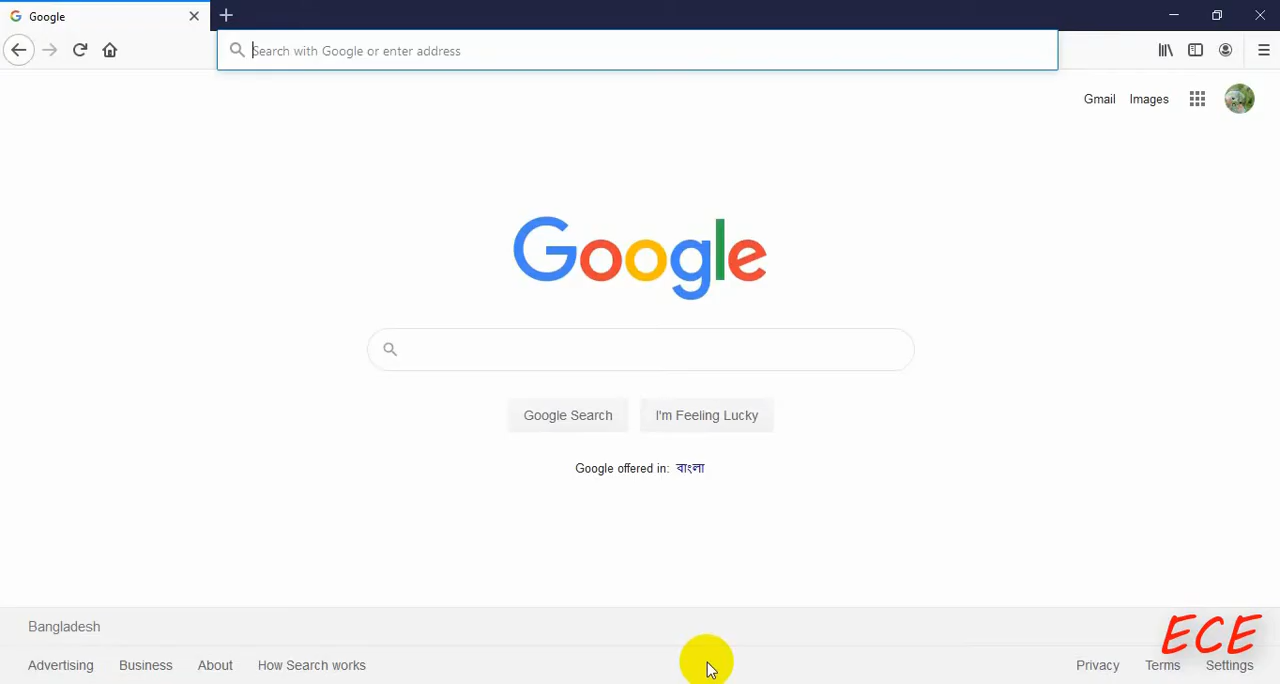 Google
Search with Google or enter address
Gmail Images
Google
Google Search I'm Feeling Lucky
Google offered in: বাংলা
Bangladesh
ECE
Advertising Business About How Search works Privacy Terms Settings